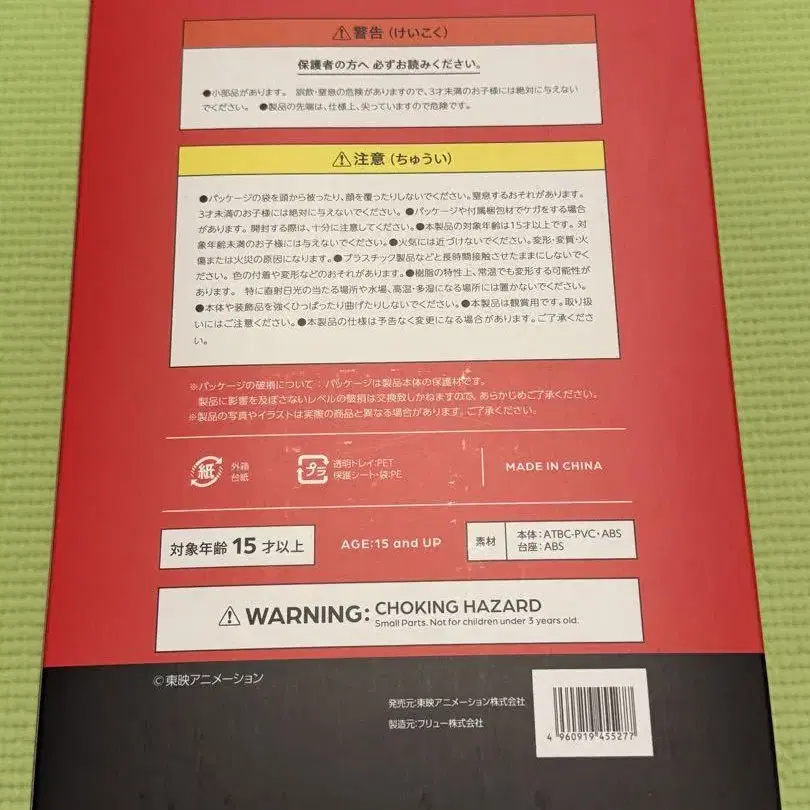 ⚠警告（けいこく）
保護者の方へ 必ずお読みください。
●小部品があります。 誤飲・窒息の危険がありますので、3才未満のお子様には絶対に与えない
でください。 ●製品の先端は、仕様上、尖っていますので危険です。
⚠注意（ちゅうい）
●パッケージの袋を頭から被ったり、顔を覆ったりしないでください。窒息するおそれがあります。
3才未満のお子様には絶対に与えないでください。●パッケージや付属梱包材でケガをする場合
があります。開封する際は、十分に注意してください。●本製品の対象年齢は15才以上です。対
象年齢未満のお子様には与えないでください。●火気には近づけないでください。変形・変質・火
傷または火災の原因になります。●プラスチック製品などと長時間接触させたままにしないでくだ
さい。色の付着や変形などのおそれがあります。●樹脂の特性上、常温でも変形する可能性が
あります。 特に直射日光の当たる場所や水場、高温・多湿になる場所には置かないでください。
●本体や装飾品を強くひっぱったり曲げたりしないでください。●本製品は観賞用です。取り扱
いにはご注意ください。●本製品の仕様は予告なく変更になる場合があります。ご了承くださ
い。
※パッケージの破損について：パッケージは製品本体の保護材です。
製品に影響を及ぼさないレベルの破損は交換致しかねますので、あらかじめご了承ください。
※製品の写真やイラストは実際の商品と異なる場合があります。ご了承ください。
紙 外箱
台紙
プラ 透明トレイ:PET
保護シート・袋:PE
MADE IN CHINA
対象年齢 15 才以上
AGE:15 and UP
素材
本体：ATBC-PVC・ABS
台座：ABS
⚠WARNING: CHOKING HAZARD
Small Parts. Not for children under 3 years old.
©東映アニメーション
発売元:東映アニメーション株式会社
製造元:フリュー株式会社
4 960919 455277